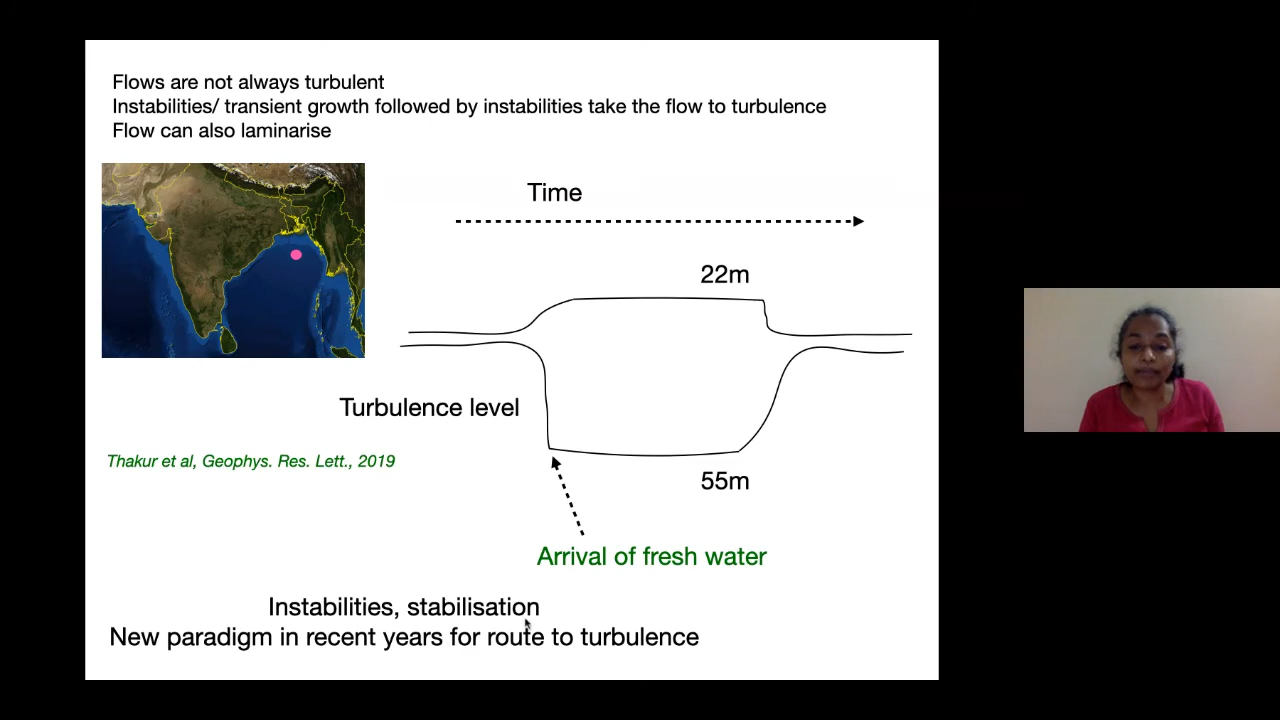 Flows are not always turbulent
Instabilities/ transient growth followed by instabilities take the flow to turbulence
Flow can also laminarise
Time
22m
Turbulence level
Thakur et al, Geophys. Res. Lett., 2019
55m
Arrival of fresh water
Instabilities, stabilisation
New paradigm in recent years for route to turbulence